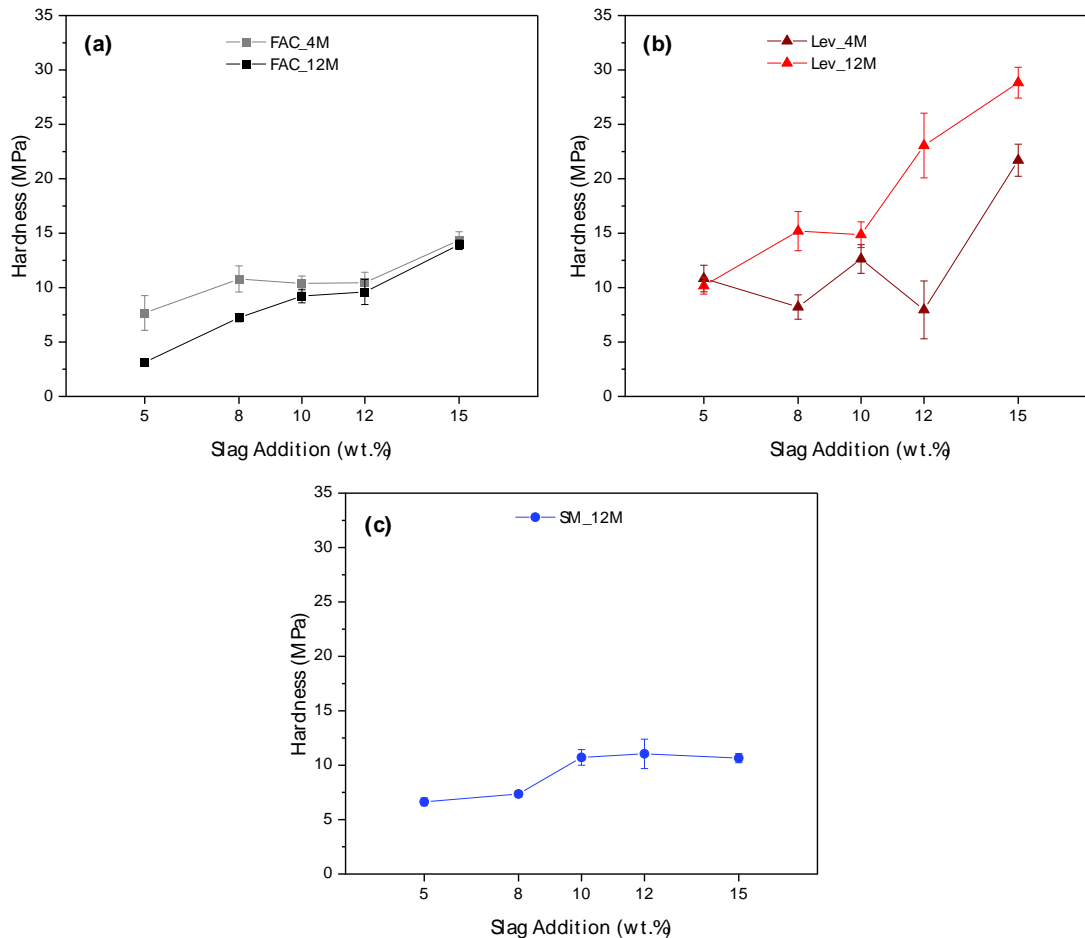 (a)
FAC_4M
FAC_12M
Hardness (MPa)
35
30
25
20
15
10
5
0
5 8 10 12 15
Slag Addition (wt.%)
(b)
Lev_4M
Lev_12M
Hardness (MPa)
35
30
25
20
15
10
5
0
5 8 10 12 15
Slag Addition (wt.%)
(c)
SM_12M
Hardness (MPa)
35
30
25
20
15
10
5
0
5 8 10 12 15
Slag Addition (wt.%)